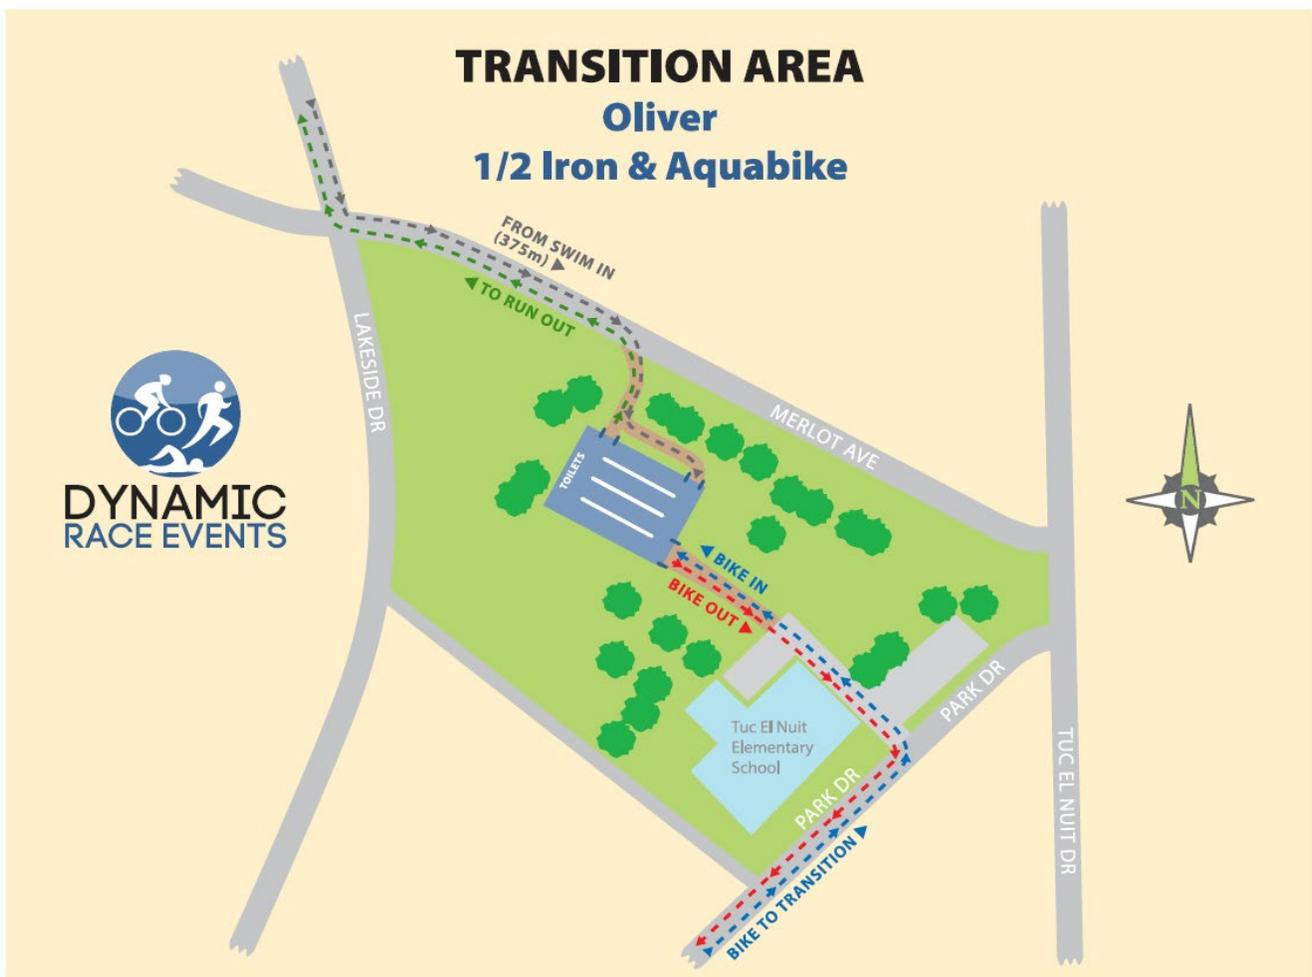 TRANSITION AREA
Oliver
1/2 Iron & Aquabike
FROM SWIM IN
(375m)
TO RUN OUT
LAKESIDE DR
MERLOT AVE
TOILETS
DYNAMIC
RACE EVENTS
N
BIKE IN
BIKE OUT
PARK DR
Tuc El Nuit
Elementary
School
PARK DR
TUC EL NUIT DR
BIKE TO TRANSITION